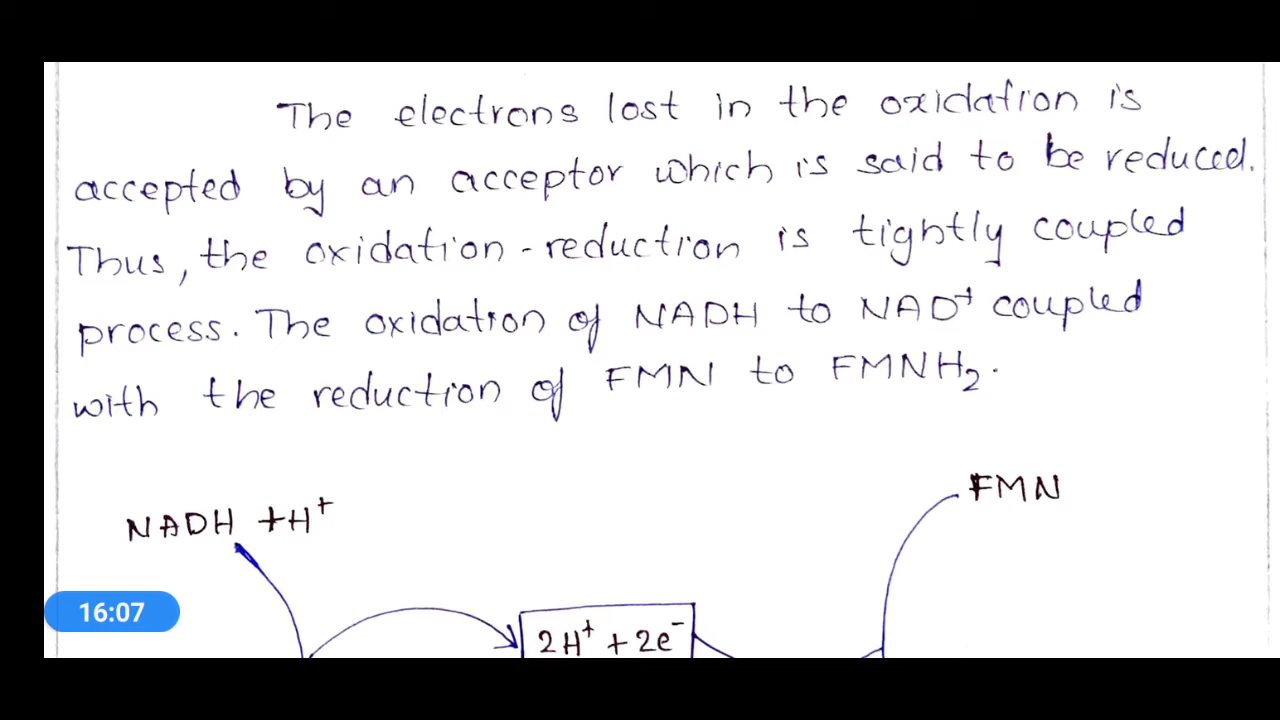 The electrons lost in the oxidation is
accepted by an acceptor which is said to be reduced.
Thus, the oxidation-reduction is tightly coupled
process. The oxidation of NADH to NAD⁺ coupled
with the reduction of FMN to FMNH₂.
FMN
NADH + H⁺
16:07
2H⁺ + 2e⁻